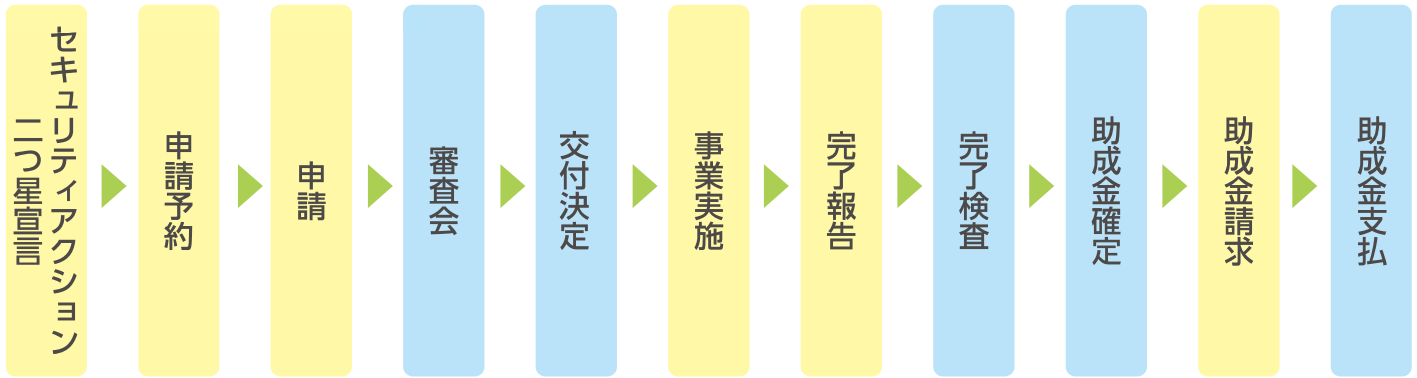 セキュリティアクション
二つ星宣言
申請予約
申請
審査会
交付決定
事業実施
完了報告
完了検査
助成金確定
助成金請求
助成金支払